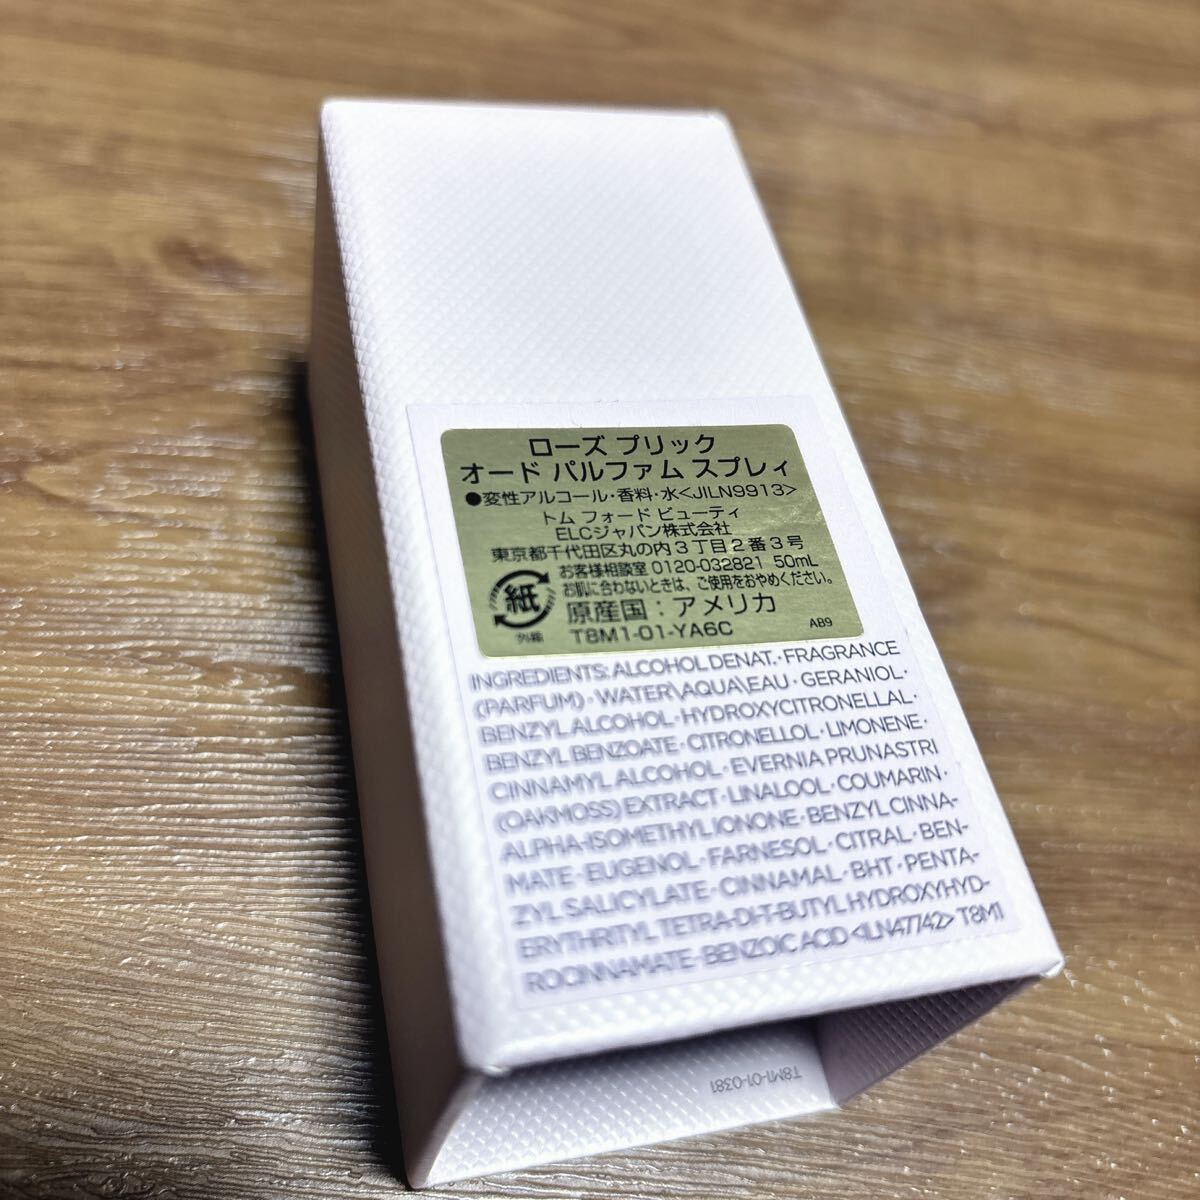 ローズ プリック
オード パルファム スプレィ
●変性アルコール・香料・水<JILN9913>
トム フォード ビューティ
ELCジャパン株式会社
東京都千代田区丸の内3丁目2番3号
お客様相談室 0120-032821 50mL
お肌に合わないときは、ご使用をおやめください。
紙
外箱
原産国：アメリカ
T8M1-01-YA6C
AB9
INGREDIENTS: ALCOHOL DENAT.·FRAGRANCE
(PARFUM)·WATER\AQUA\EAU·GERANIOL·
BENZYL ALCOHOL·HYDROXYCITRONELLAL·
BENZYL BENZOATE·CITRONELLOL·LIMONENE·
CINNAMYL ALCOHOL·EVERNIA PRUNASTRI
(OAKMOSS) EXTRACT·LINALOOL·COUMARIN·
ALPHA-ISOMETHYL IONONE·BENZYL CINNA-
MATE·EUGENOL·FARNESOL·CITRAL·BEN-
ZYL SALICYLATE·CINNAMAL·BHT·PENTA-
ERYTHRITYL TETRA-DI-T-BUTYL HYDROXYHYD-
ROCINNAMATE·BENZOIC ACID <ILN47742> T8M1
T8M1-01-0381